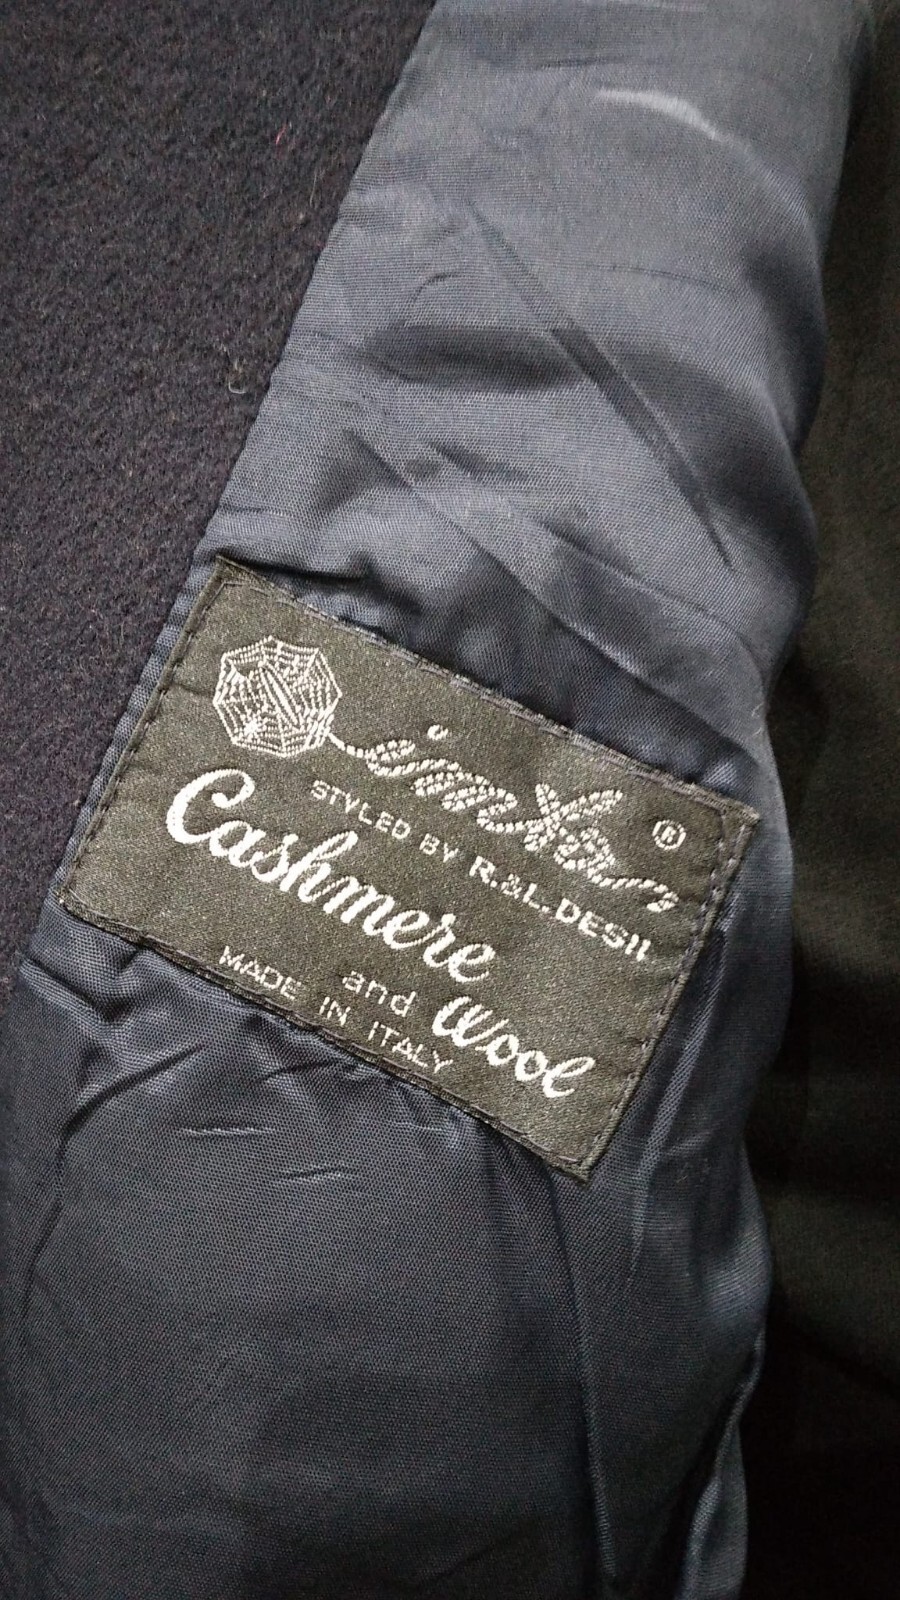 ®
STYLED BY R.&L.DESII
Cashmere
and Wool
MADE IN ITALY